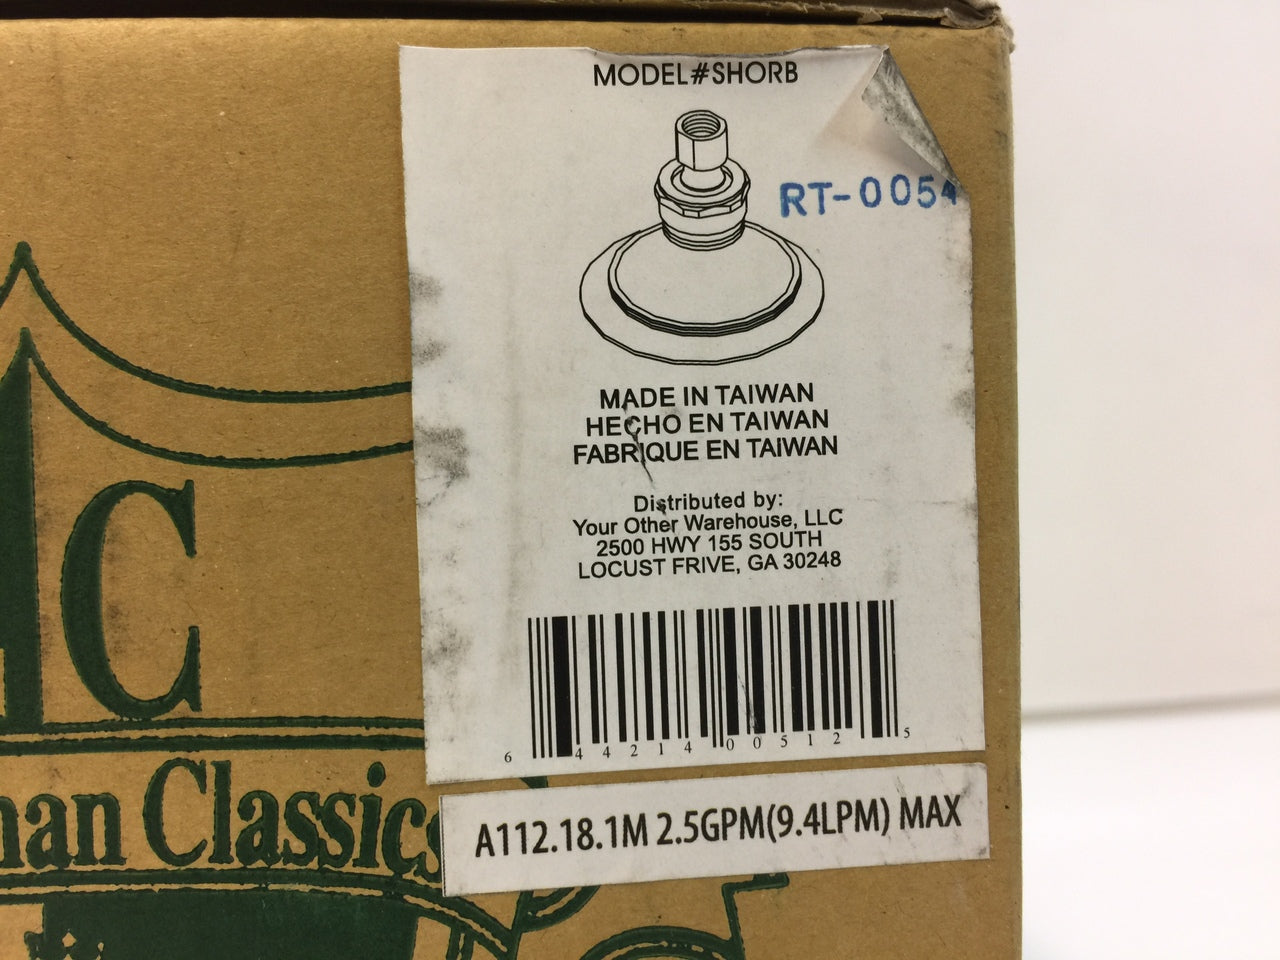 MODEL#SHORB
RT-0054
MADE IN TAIWAN
HECHO EN TAIWAN
FABRIQUE EN TAIWAN
Distributed by:
Your Other Warehouse, LLC
2500 HWY 155 SOUTH
LOCUST FRIVE, GA 30248
6 44214 00512 5
C
Classics
A112.18.1M 2.5GPM(9.4LPM) MAX